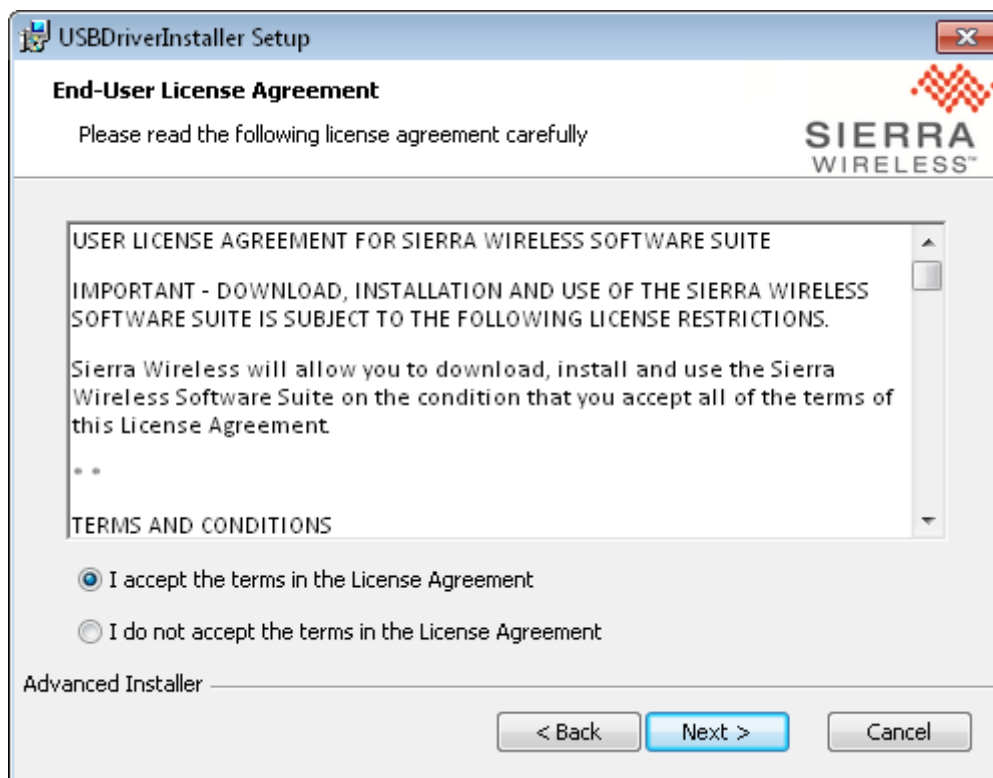 USBDriverInstaller Setup
End-User License Agreement
Please read the following license agreement carefully
SIERRA
WIRELESS™
USER LICENSE AGREEMENT FOR SIERRA WIRELESS SOFTWARE SUITE
IMPORTANT - DOWNLOAD, INSTALLATION AND USE OF THE SIERRA WIRELESS
SOFTWARE SUITE IS SUBJECT TO THE FOLLOWING LICENSE RESTRICTIONS.
Sierra Wireless will allow you to download, install and use the Sierra
Wireless Software Suite on the condition that you accept all of the terms of
this License Agreement.
TERMS AND CONDITIONS
I accept the terms in the License Agreement
I do not accept the terms in the License Agreement
Advanced Installer
< Back
Next >
Cancel